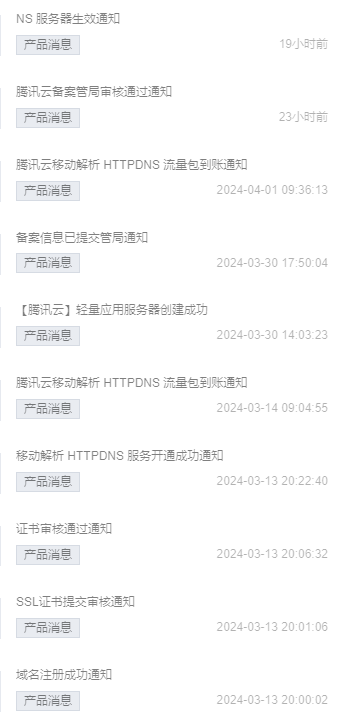 NS 服务器生效通知
产品消息 19小时前
腾讯云备案管局审核通过通知
产品消息 23小时前
腾讯云移动解析 HTTPDNS 流量包到账通知
产品消息 2024-04-01 09:36:13
备案信息已提交管局通知
产品消息 2024-03-30 17:50:04
【腾讯云】轻量应用服务器创建成功
产品消息 2024-03-30 14:03:23
腾讯云移动解析 HTTPDNS 流量包到账通知
产品消息 2024-03-14 09:04:55
移动解析 HTTPDNS 服务开通成功通知
产品消息 2024-03-13 20:22:40
证书审核通过通知
产品消息 2024-03-13 20:06:32
SSL证书提交审核通知
产品消息 2024-03-13 20:01:06
域名注册成功通知
产品消息 2024-03-13 20:00:02